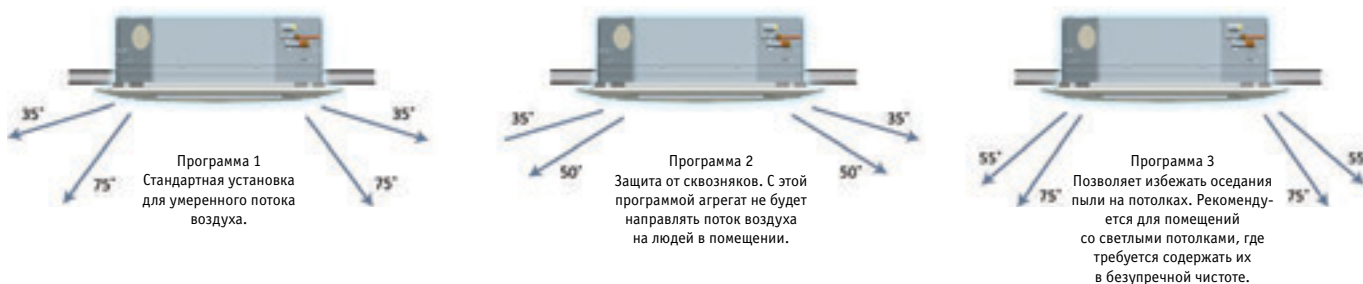 35°
35°
75°
75°
Программа 1
Стандартная установка
для умеренного потока
воздуха.
35°
35°
50°
50°
Программа 2
Защита от сквозняков. С этой
программой агрегат не будет
направлять поток воздуха
на людей в помещении.
55°
55
75°
75°
Программа 3
Позволяет избежать оседания
пыли на потолках. Рекоменду-
ется для помещений
со светлыми потолками, где
требуется содержать их
в безупречной чистоте.